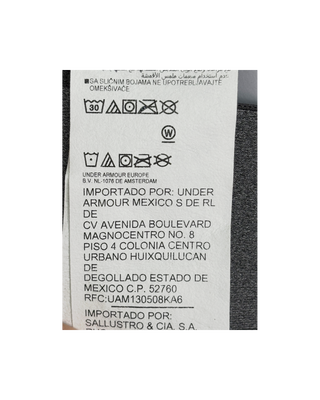 ■SA SLIČNIM BOJAMA NE UPOTREBLJAVAJTE
OMEKŠIVAČE
30
W
UNDER ARMOUR EUROPE
B.V. NL-1076 DE AMSTERDAM
IMPORTADO POR: UNDER
ARMOUR MEXICO S DE RL
DE
CV AVENIDA BOULEVARD
MAGNOCENTRO NO. 8
PISO 4 COLONIA CENTRO
URBANO HUIXQUILUCAN
DE
DEGOLLADO ESTADO DE
MEXICO C.P. 52760
RFC:UAM130508KA6
IMPORTADO POR:
SALLUSTRO & CIA. S.A.